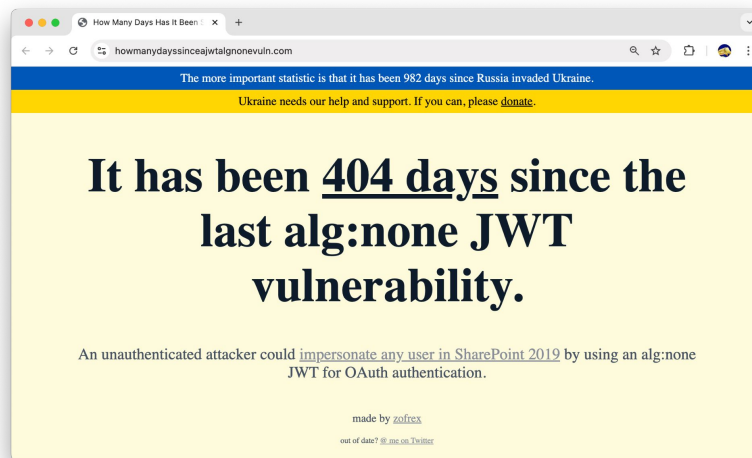 How Many Days Has It Been S
howmanydayssinceajwtalgnonevuln.com
The more important statistic is that it has been 982 days since Russia invaded Ukraine.
Ukraine needs our help and support. If you can, please donate.
It has been 404 days since the
last alg:none JWT
vulnerability.
An unauthenticated attacker could impersonate any user in SharePoint 2019 by using an alg:none
JWT for OAuth authentication.
made by zofrex
out of date? @ me on Twitter